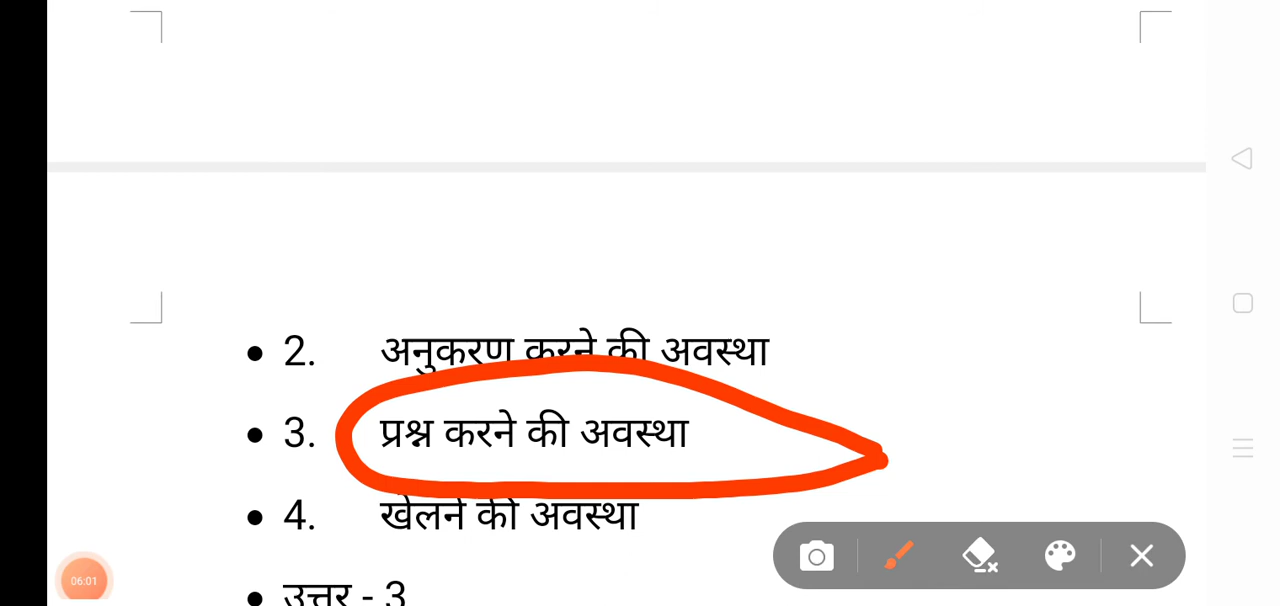 • 2. अनुकरण करने की अवस्था
• 3. प्रश्न करने की अवस्था
• 4. खेलने की अवस्था
• उत्तर - 3
06:01